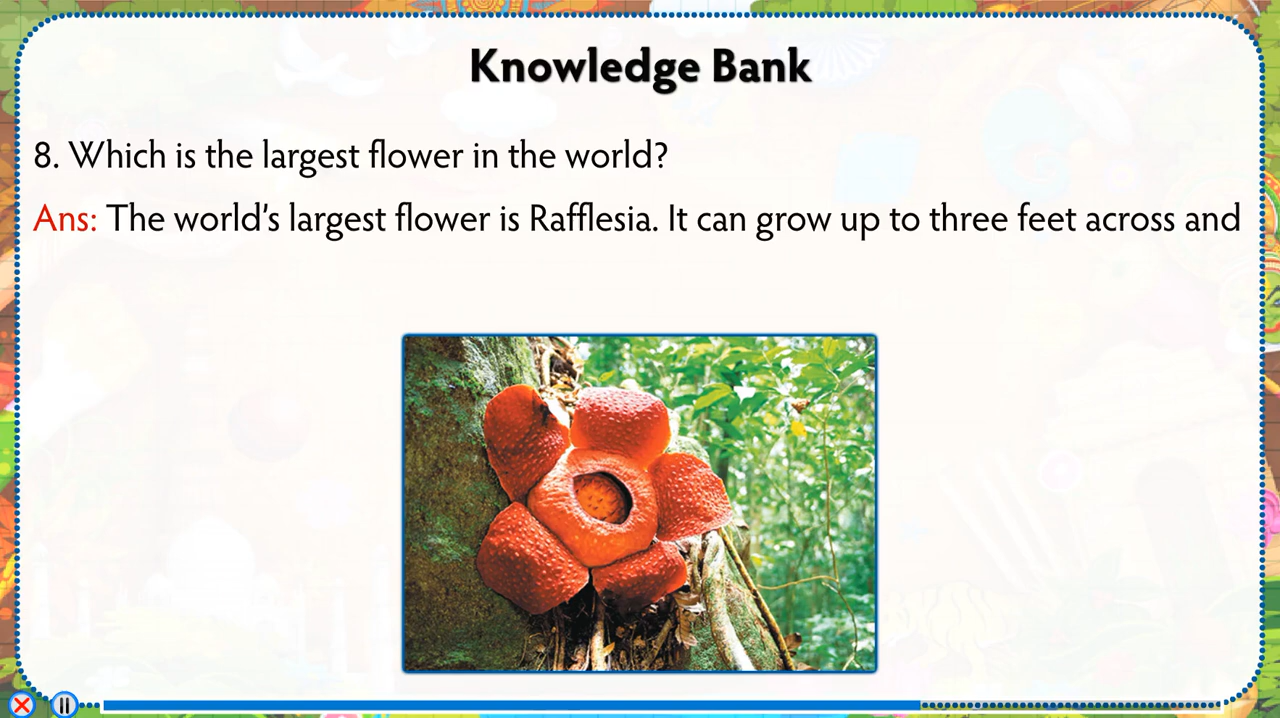 Knowledge Bank
8. Which is the largest flower in the world?
Ans: The world's largest flower is Rafflesia. It can grow up to three feet across and